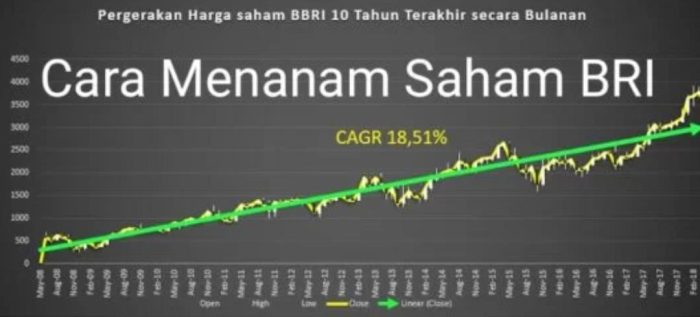 Pergerakan Harga saham BBRI 10 Tahun Terakhir secara Bulanan
Cara Menanam Saham BRI
CAGR 18,51%
4500
4000
3500
3000
2500
2000
1500
1000
500
0
May-08
Aug-08
Nov-08
Feb-09
May-09
Aug-09
Nov-09
Feb-10
May-10
Aug-10
Nov-10
Feb-11
May-11
Aug-11
Nov-11
Feb-12
May-12
Aug-12
Nov-12
Feb-13
May-13
Aug-13
Nov-13
Feb-14
May-14
Aug-14
Nov-14
Feb-15
May-15
Aug-15
Nov-15
Feb-16
May-16
Aug-16
Nov-16
Feb-17
May-17
Aug-17
Nov-17
Feb-18
Open High Low Close Linear (Close)